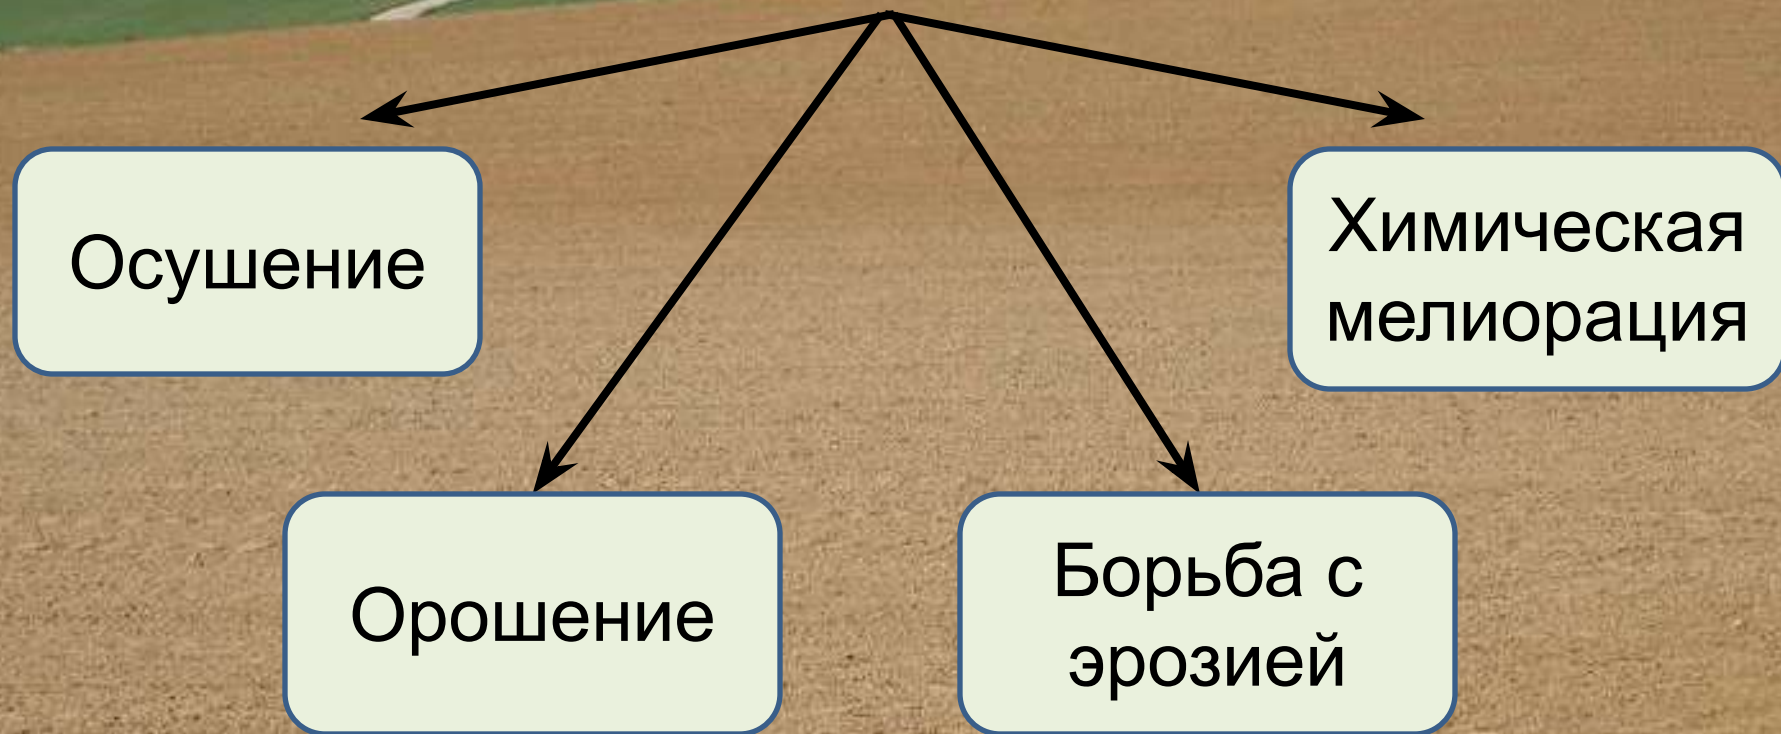 Осушение
Химическая
мелиорация
Орошение
Борьба с
эрозией